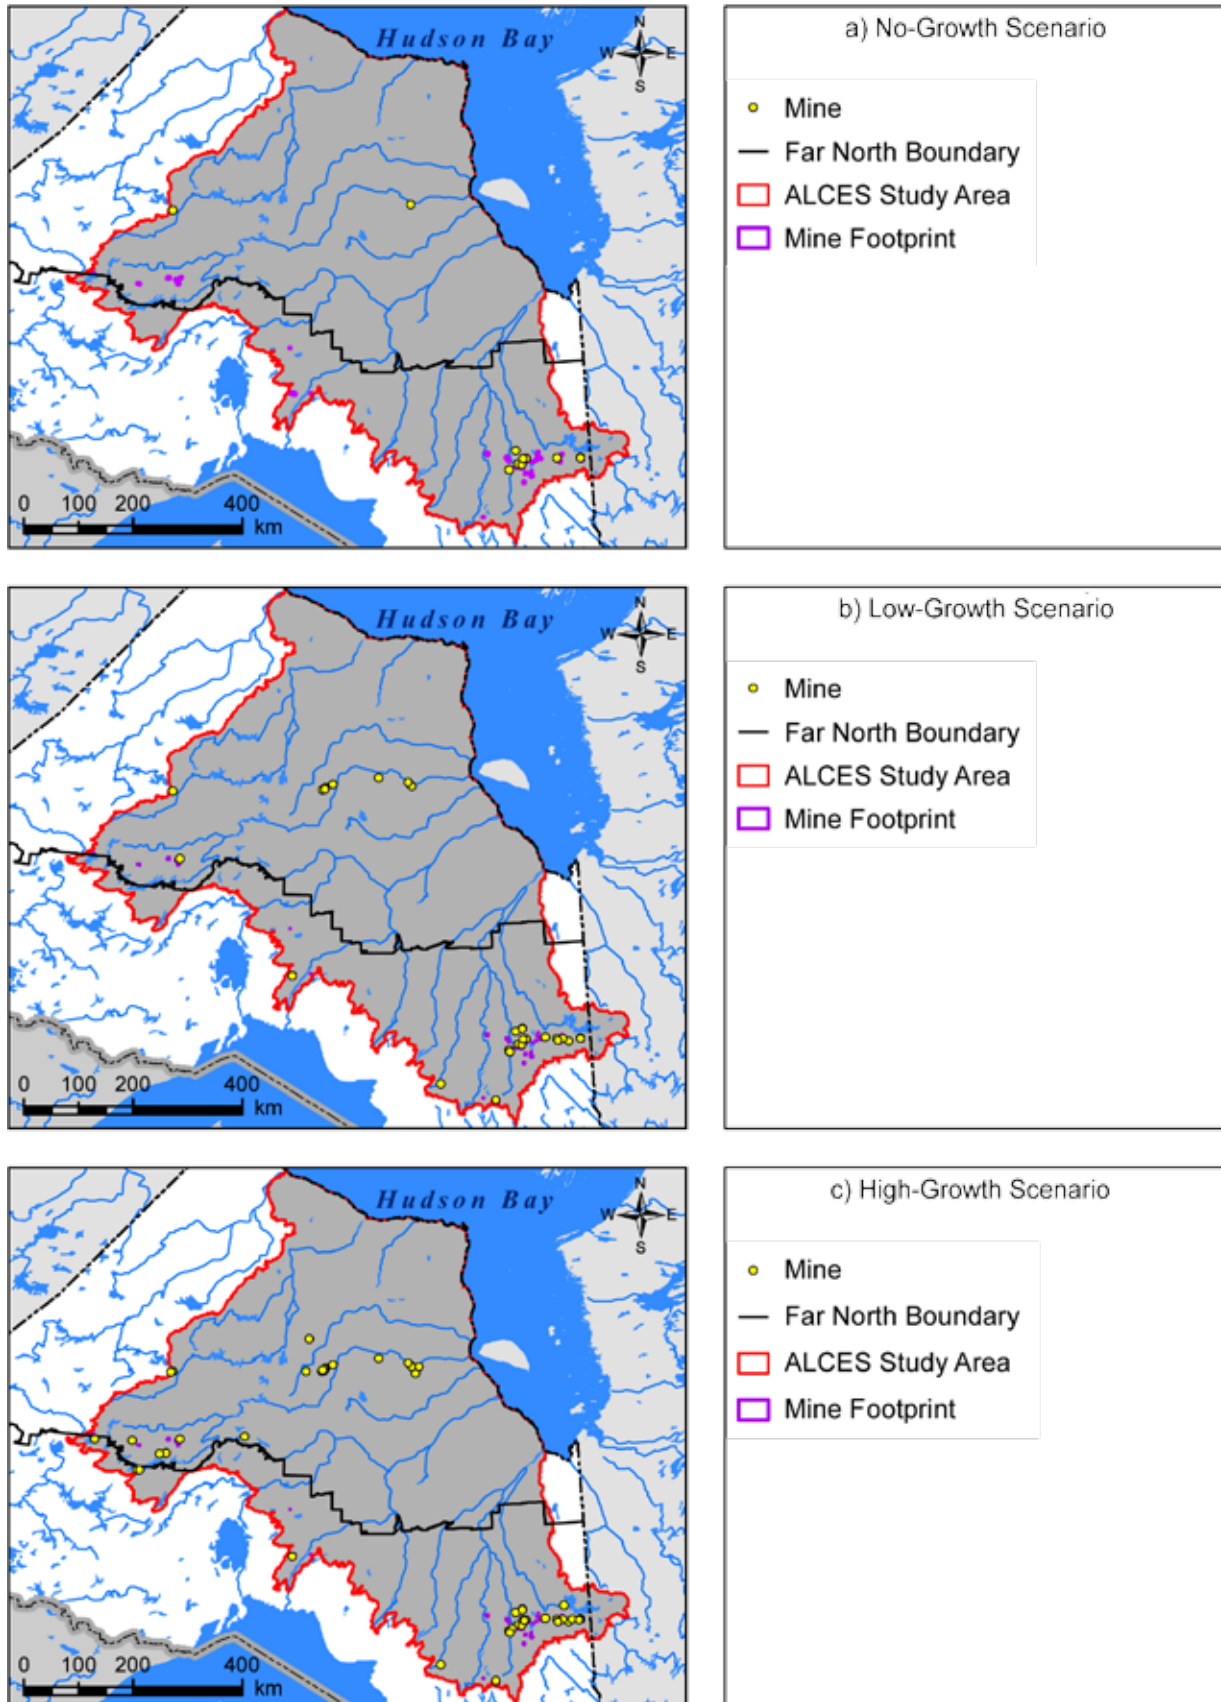 Hudson Bay
N
W E
S
0 100 200 400
km
a) No-Growth Scenario
Mine
Far North Boundary
ALCES Study Area
Mine Footprint
Hudson Bay
N
W E
S
0 100 200 400
km
b) Low-Growth Scenario
Mine
Far North Boundary
ALCES Study Area
Mine Footprint
Hudson Bay
N
W E
S
0 100 200 400
km
c) High-Growth Scenario
Mine
Far North Boundary
ALCES Study Area
Mine Footprint